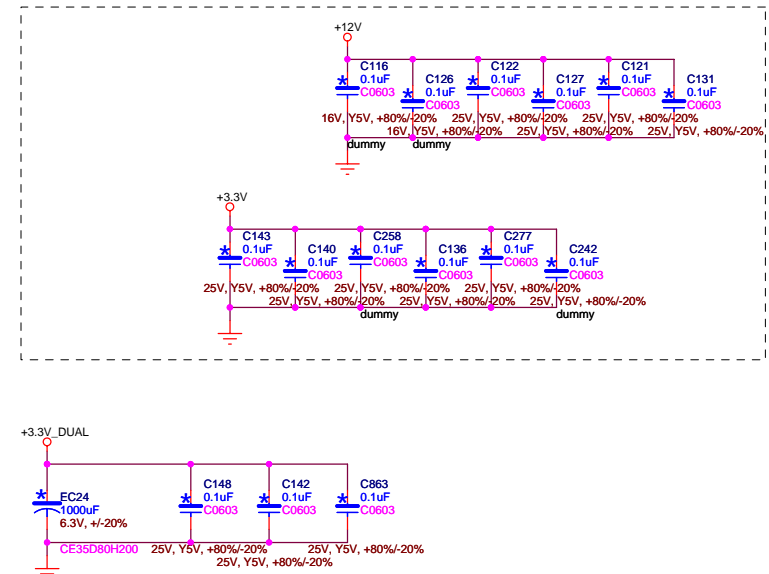 +12V
C116
0.1uF
C0603
C126
0.1uF
C0603
C122
0.1uF
C0603
C127
0.1uF
C0603
C121
0.1uF
C0603
C131
0.1uF
C0603
16V, Y5V, +80%/-20%
25V, Y5V, +80%/-20%
25V, Y5V, +80%/-20%
16V, Y5V, +80%/-20%
25V, Y5V, +80%/-20%
25V, Y5V, +80%/-20%
dummy
dummy
+3.3V
C143
0.1uF
C0603
C140
0.1uF
C0603
C258
0.1uF
C0603
C136
0.1uF
C0603
C277
0.1uF
C0603
C242
0.1uF
C0603
25V, Y5V, +80%/-20%
25V, Y5V, +80%/-20%
25V, Y5V, +80%/-20%
25V, Y5V, +80%/-20%
25V, Y5V, +80%/-20%
25V, Y5V, +80%/-20%
dummy
dummy
+3.3V_DUAL
EC24
1000uF
6.3V, +/-20%
CE35D80H200
C148
0.1uF
C0603
C142
0.1uF
C0603
C863
0.1uF
C0603
25V, Y5V, +80%/-20%
25V, Y5V, +80%/-20%
25V, Y5V, +80%/-20%